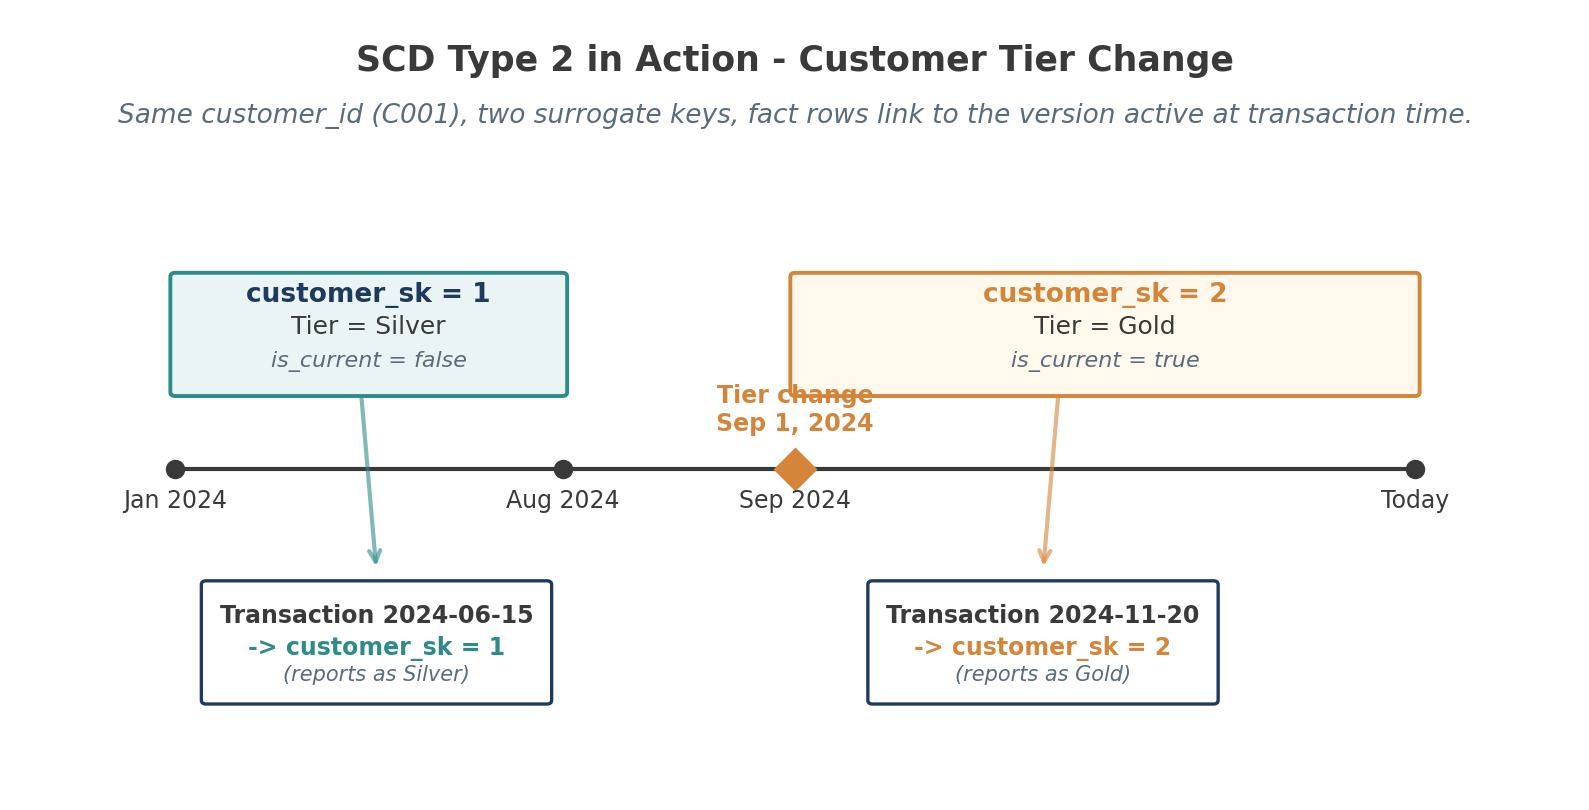 SCD Type 2 in Action - Customer Tier Change
Same customer_id (C001), two surrogate keys, fact rows link to the version active at transaction time.
customer_sk = 1
Tier = Silver
is_current = false
customer_sk = 2
Tier = Gold
is_current = true
Tier change
Sep 1, 2024
Jan 2024
Aug 2024
Sep 2024
Today
Transaction 2024-06-15
-> customer_sk = 1
(reports as Silver)
Transaction 2024-11-20
-> customer_sk = 2
(reports as Gold)